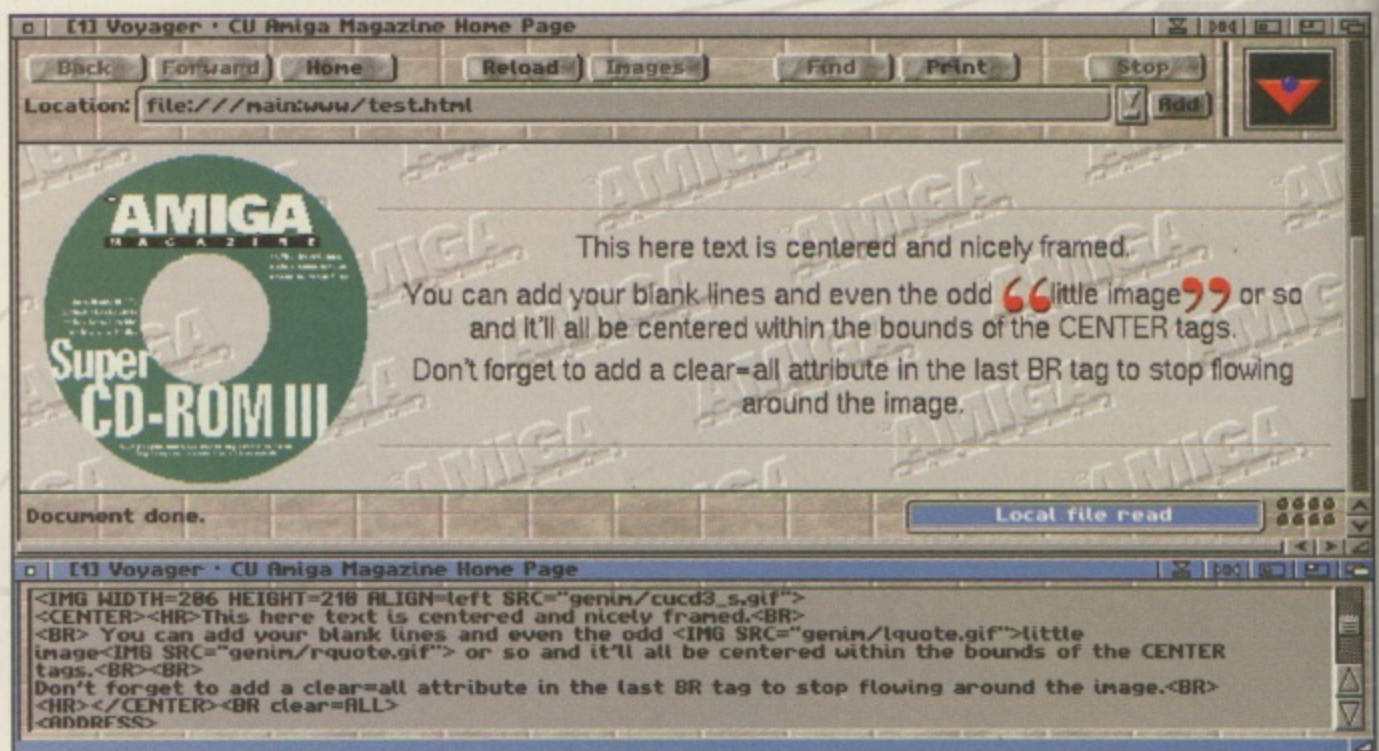 [1] Voyager · CU Amiga Magazine Home Page
Back Forward Home Reload Images Find Print Stop
Location: file:///main:www/test.html Add
AMIGA
MAGAZINE
Super
CD-ROM III
This here text is centered and nicely framed.
You can add your blank lines and even the odd “little image” or so
and it'll all be centered within the bounds of the CENTER tags.
Don't forget to add a clear=all attribute in the last BR tag to stop flowing
around the image.
Document done. Local file read
[1] Voyager · CU Amiga Magazine Home Page
<IMG WIDTH=206 HEIGHT=210 ALIGN=left SRC="genim/cucd3_s.gif">
<CENTER><HR>This here text is centered and nicely framed.<BR>
<BR> You can add your blank lines and even the odd <IMG SRC="genim/lquote.gif">little
image<IMG SRC="genim/rquote.gif"> or so and it'll all be centered within the bounds of the CENTER
tags.<BR><BR>
Don't forget to add a clear=all attribute in the last BR tag to stop flowing around the image.<BR>
<HR></CENTER><BR clear=ALL>
<ADDRESS>